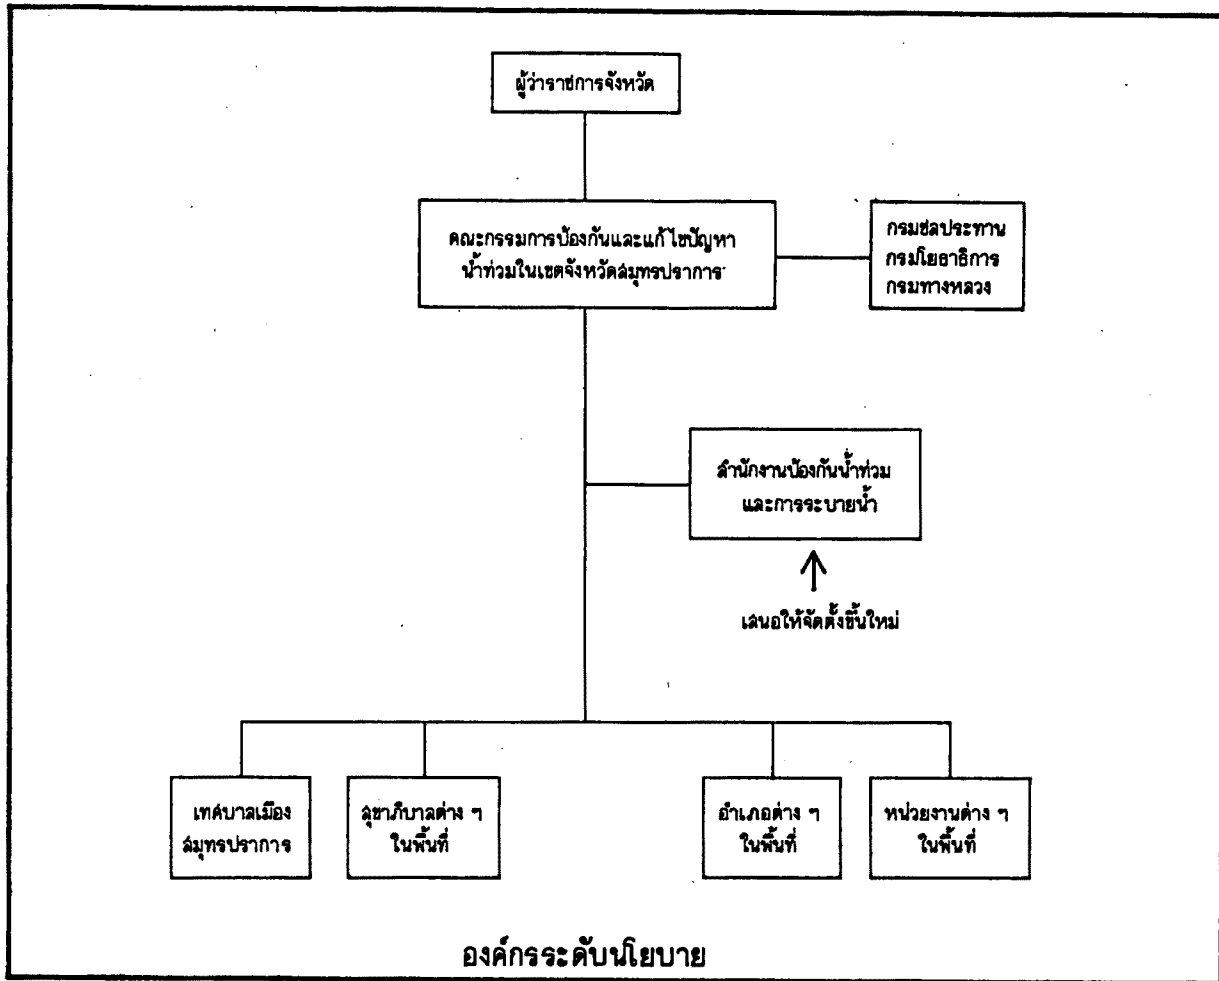 ผู้ว่าราชการจังหวัด
คณะกรรมการป้องกันและแก้ไขปัญหา
น้ำท่วมในเขตจังหวัดสมุทรปราการ
กรมชลประทาน
กรมโยธาธิการ
กรมทางหลวง
สำนักงานป้องกันน้ำท่วม
และการระบายน้ำ
เสนอให้จัดตั้งขึ้นใหม่
เทศบาลเมือง
สมุทรปราการ
สุขาภิบาลต่าง ๆ
ในพื้นที่
อำเภอต่าง ๆ
ในพื้นที่
หน่วยงานต่าง ๆ
ในพื้นที่
องค์กรระดับนโยบาย